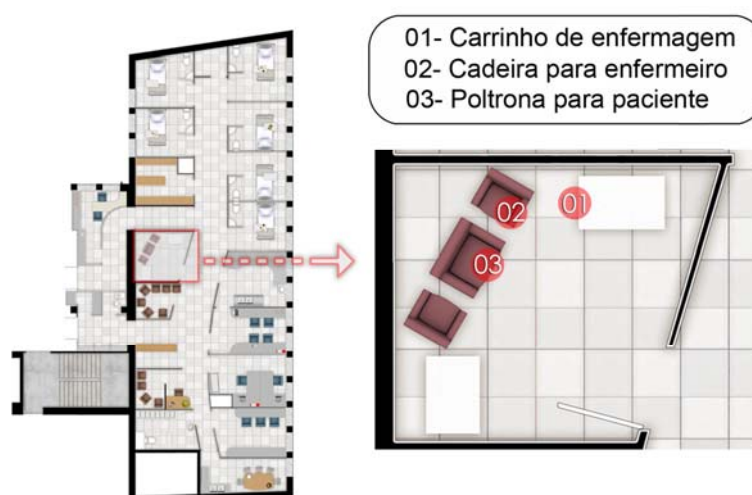 01- Carrinho de enfermagem
02- Cadeira para enfermeiro
03- Poltrona para paciente
02
01
03